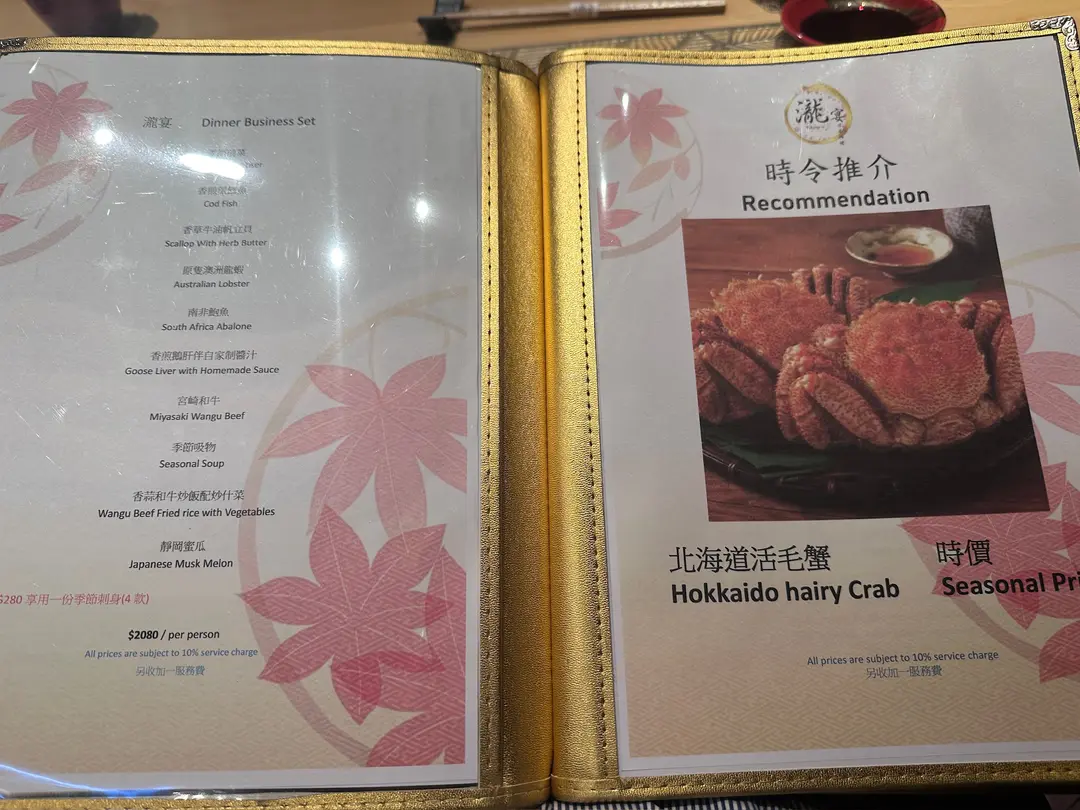 瀧宴 Dinner Business Set
Cod Fish
香草牛油帆立貝
Scallop With Herb Butter
原隻澳洲龍蝦
Australian Lobster
南非鮑魚
South Africa Abalone
香煎鵝肝伴自家制醬汁
Goose Liver with Homemade Sauce
宮崎和牛
Miyasaki Wangu Beef
季節吸物
Seasonal Soup
香蒜和牛炒飯配炒什菜
Wangu Beef Fried rice with Vegetables
靜岡蜜瓜
Japanese Musk Melon
$280 享用一份季節刺身(4 款)
$2080 / per person
All prices are subject to 10% service charge
另收加一服務費
瀧宴
時令推介
Recommendation
北海道活毛蟹 時價
Hokkaido hairy Crab Seasonal Pri
All prices are subject to 10% service charge
另收加一服務費